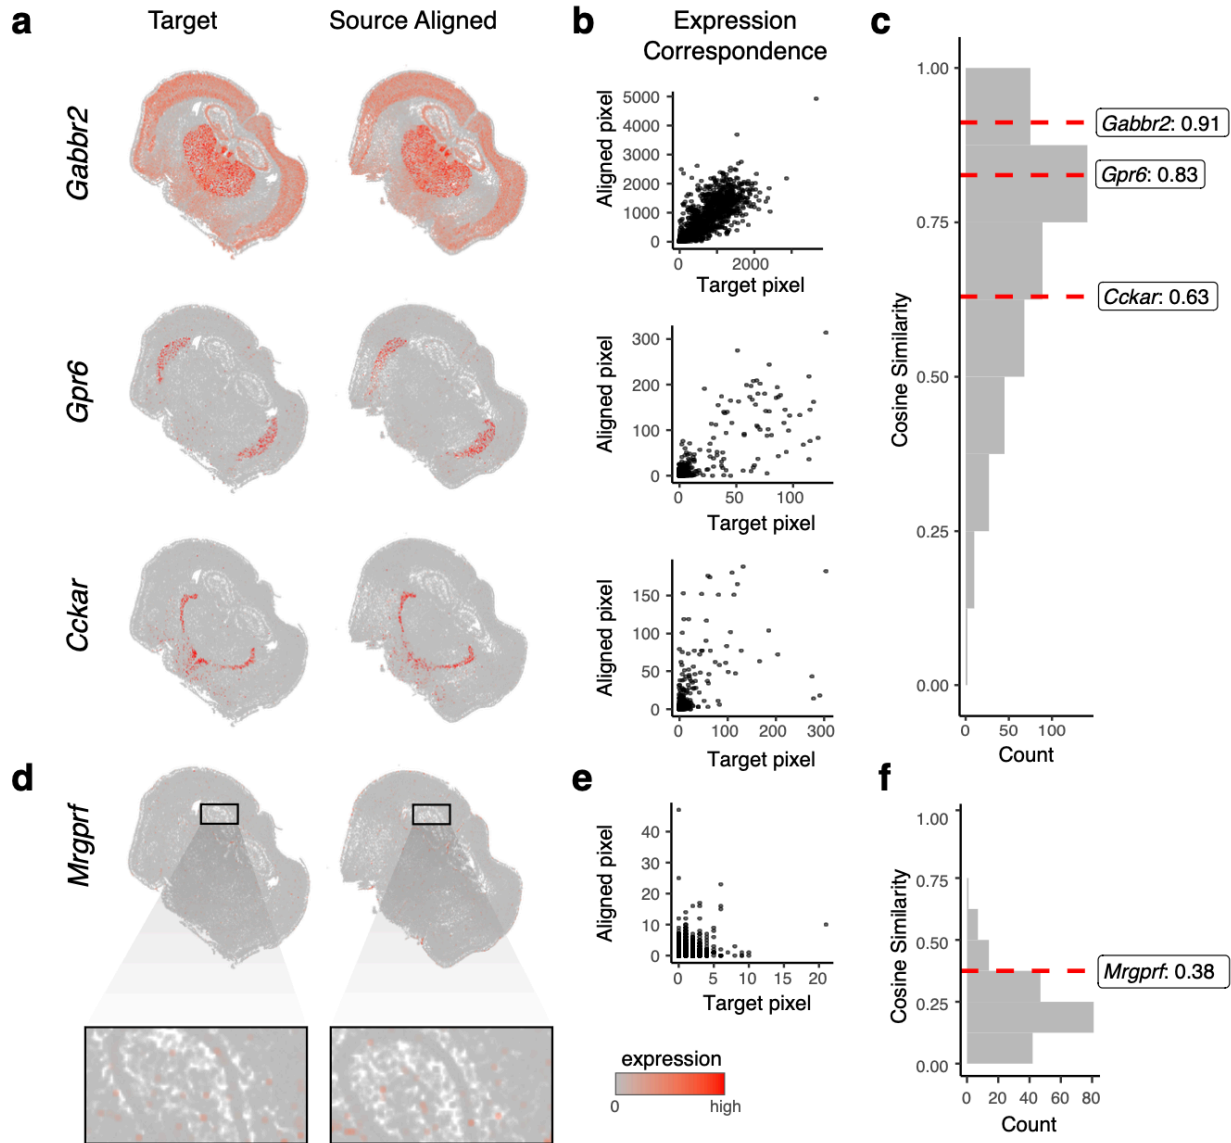 a
Target
Source Aligned
b
Expression
Correspondence
c
Gabbr2
5000
4000
3000
2000
1000
0
Aligned pixel
0
2000
Target pixel
Gpr6
300
200
100
0
Aligned pixel
0
50
100
Target pixel
Cckar
150
100
50
0
Aligned pixel
0
100
200
300
Target pixel
1.00
0.75
0.50
0.25
0.00
Cosine Similarity
Gabbr2: 0.91
Gpr6: 0.83
Cckar: 0.63
0
50
100
Count
d
Mrgprf
e
40
30
20
10
0
Aligned pixel
0
5
10
15
20
Target pixel
expression
0
high
f
1.00
0.75
0.50
0.25
0.00
Cosine Similarity
Mrgprf: 0.38
0
20
40
60
80
Count